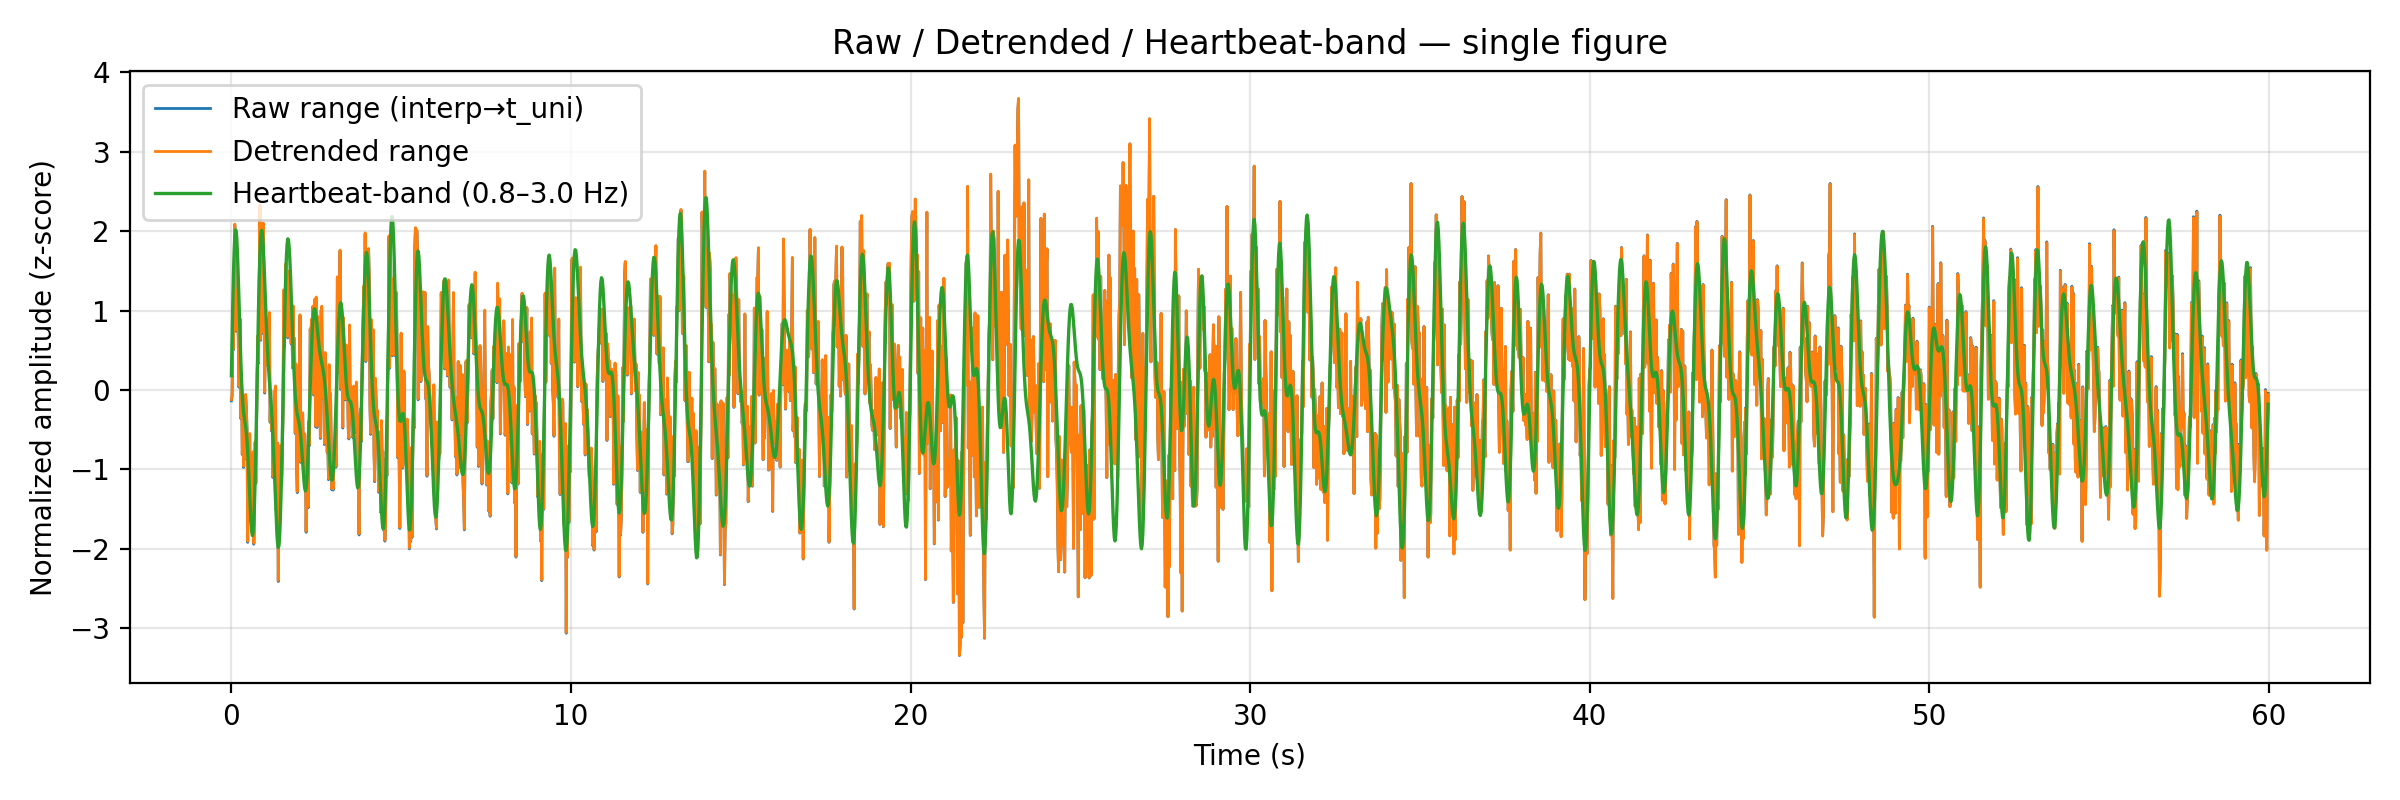 Raw / Detrended / Heartbeat-band — single figure
Raw range (interp→t_uni)
Detrended range
Heartbeat-band (0.8–3.0 Hz)
Normalized amplitude (z-score)
4
3
2
1
0
−1
−2
−3
0 10 20 30 40 50 60
Time (s)